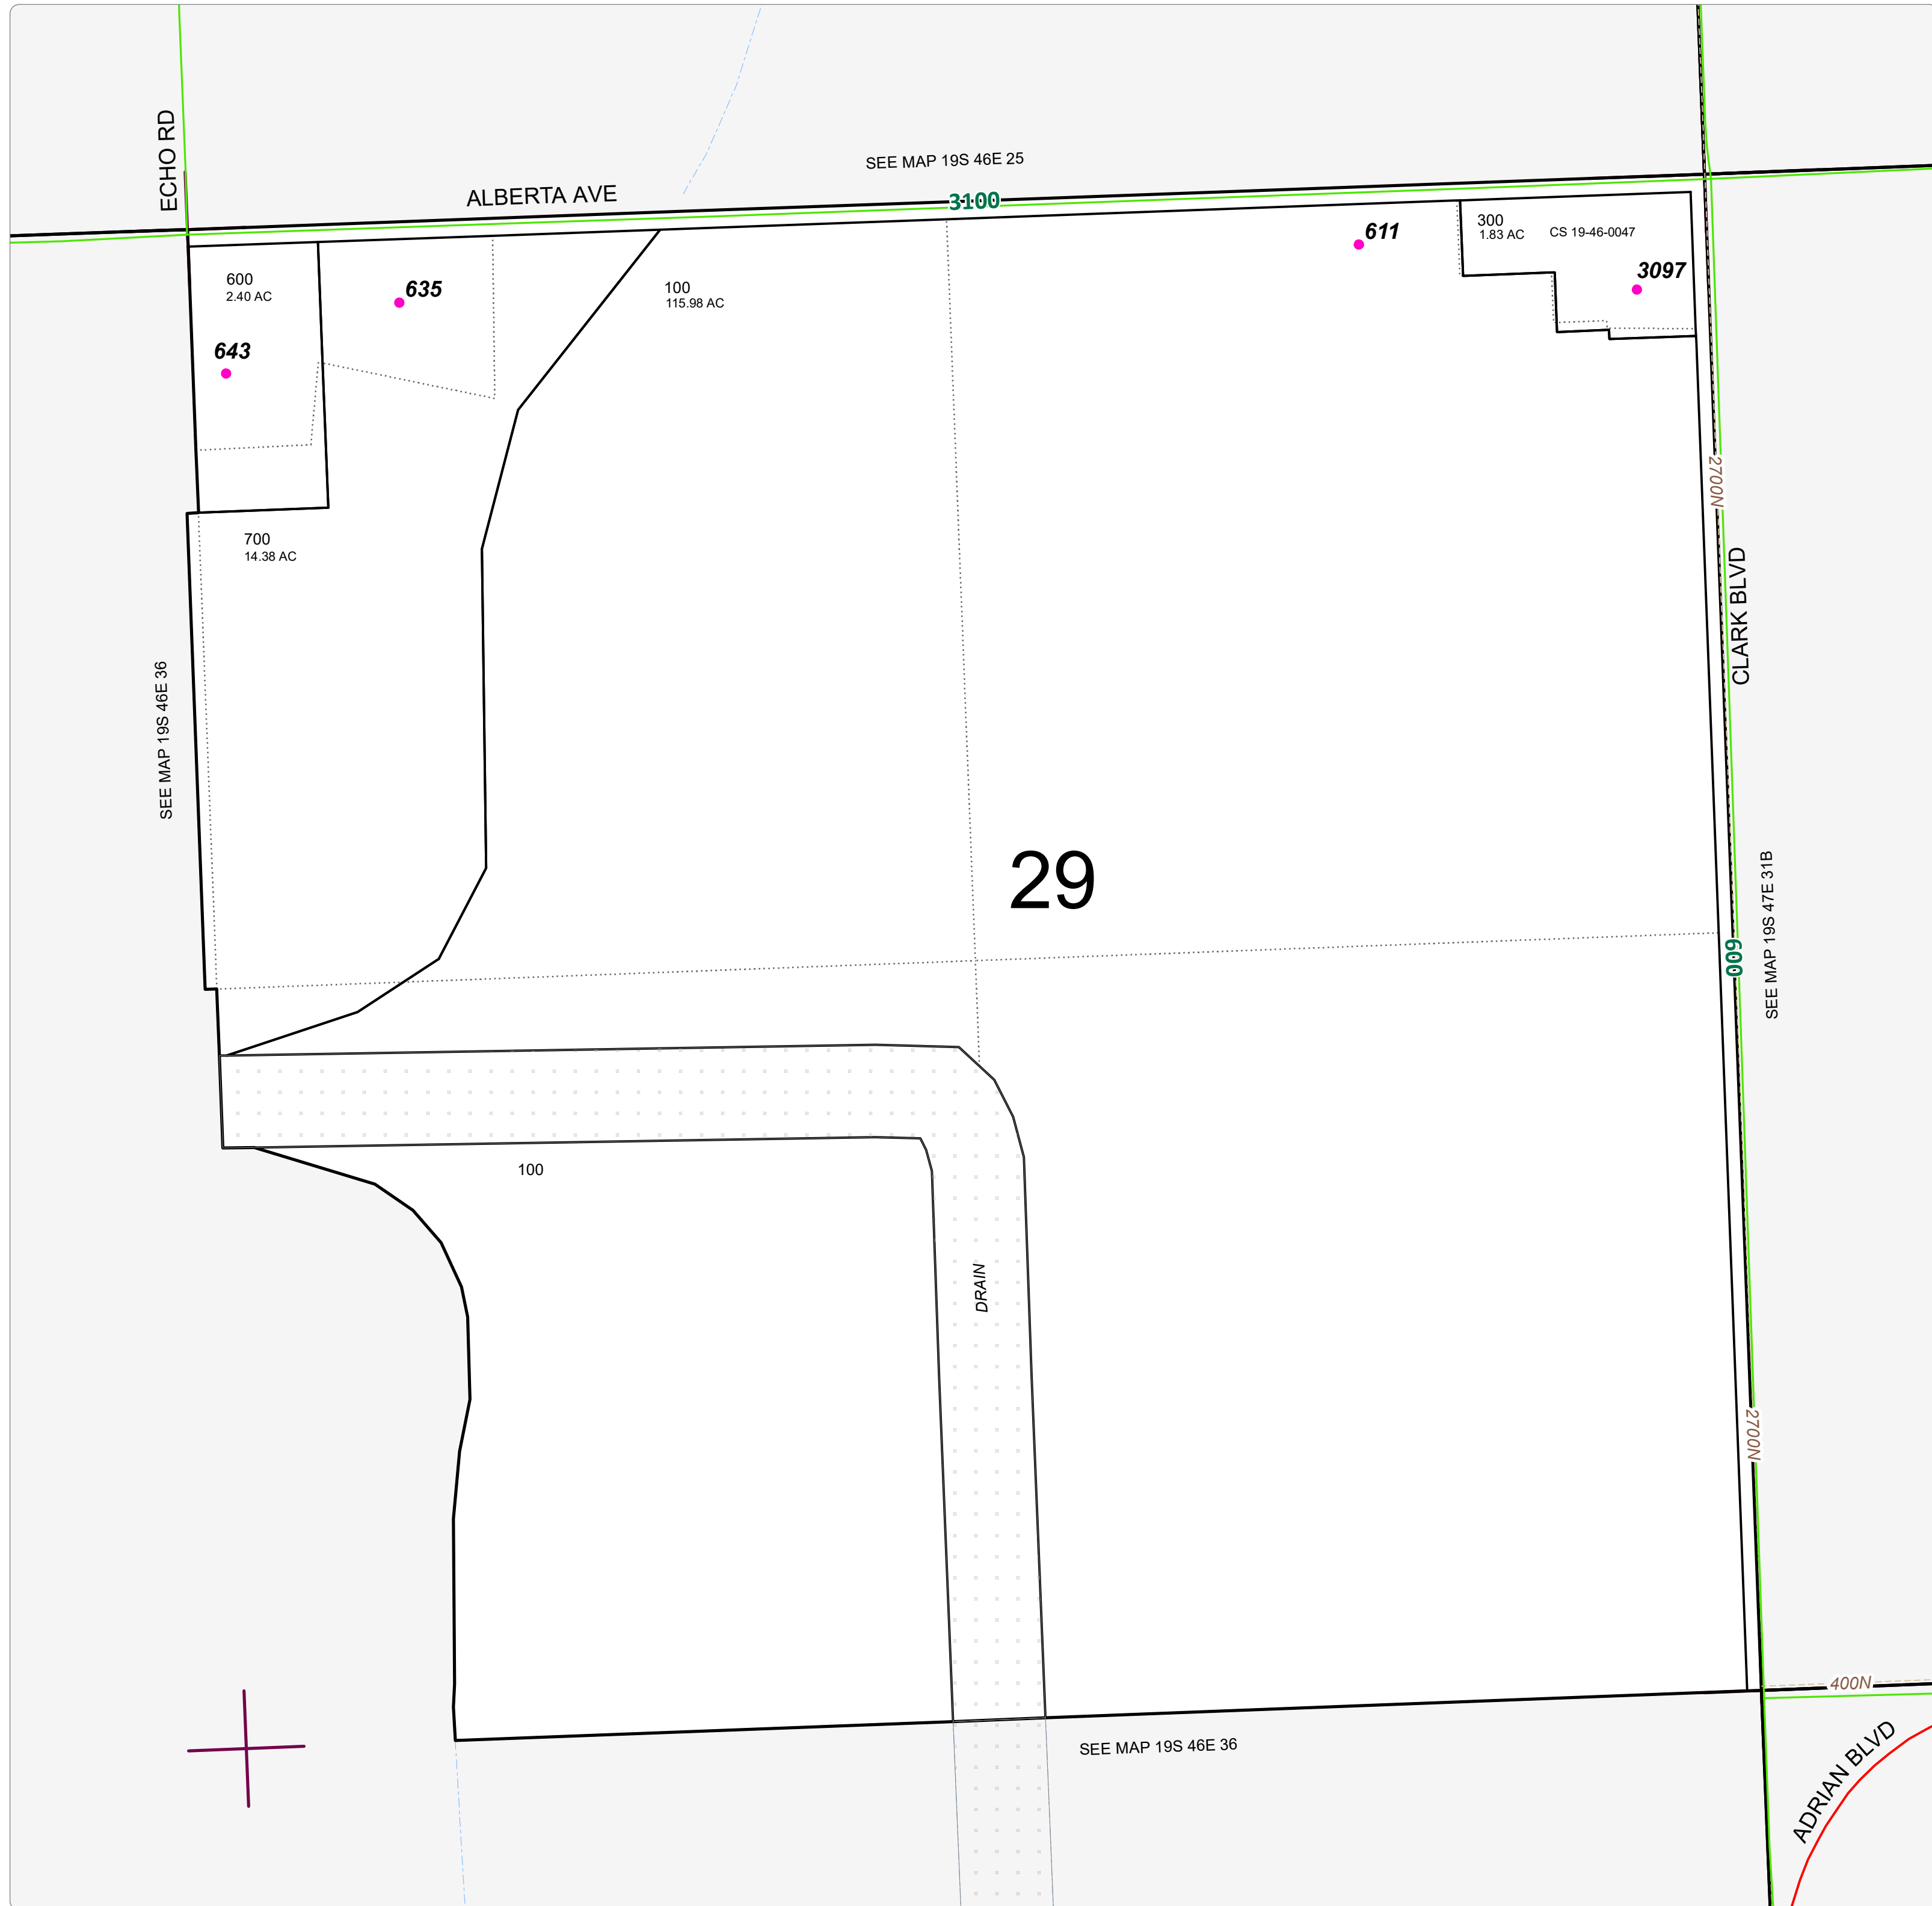 ECHO RD
ALBERTA AVE
SEE MAP 19S 46E 25
3100
611
300
1.83 AC
CS 19-46-0047
3097
600
2.40 AC
635
100
115.98 AC
643
2700N
700
14.38 AC
CLARK BLVD
SEE MAP 19S 46E 36
29
600
SEE MAP 19S 47E 31B
100
DRAIN
2700N
400N
SEE MAP 19S 46E 36
ADRIAN BLVD